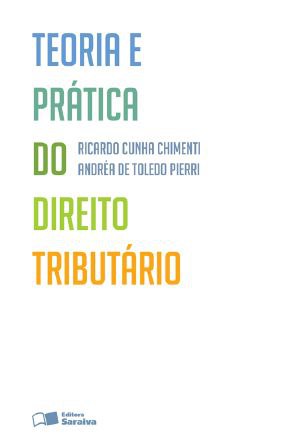 TEORIA E
PRÁTICA
DO
RICARDO CUNHA CHIMENTI
ANDRÉA DE TOLEDO PIERRI
DIREITO
TRIBUTÁRIO
Editora
Saraiva